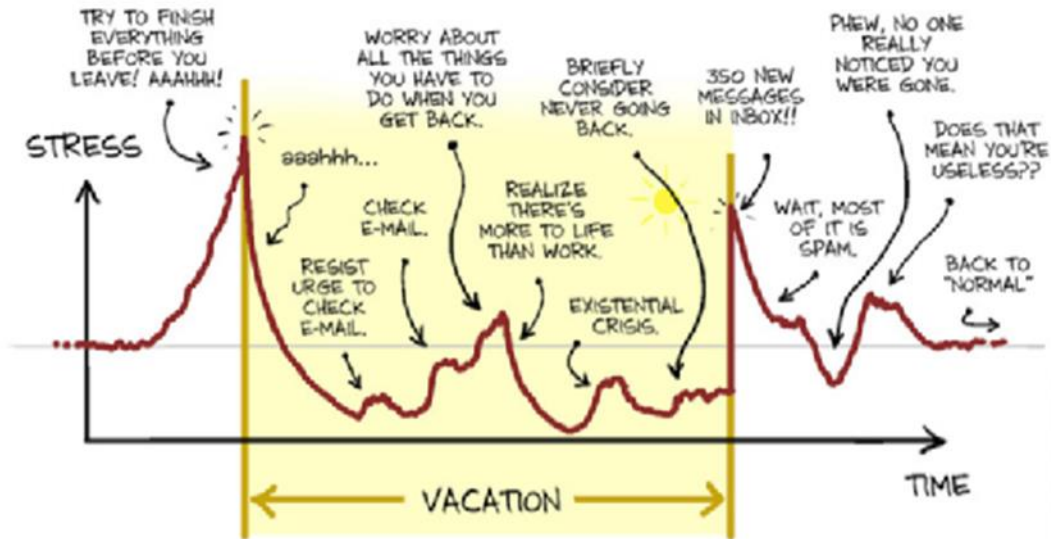 TRY TO FINISH
EVERYTHING
BEFORE YOU
LEAVE! AAAHHH!
STRESS
aaahhh...
WORRY ABOUT
ALL THE THINGS
YOU HAVE TO
DO WHEN YOU
GET BACK.
CHECK
E-MAIL.
RESIST
URGE TO
CHECK
E-MAIL.
REALIZE
THERE'S
MORE TO LIFE
THAN WORK.
BRIEFLY
CONSIDER
NEVER GOING
BACK.
EXISTENTIAL
CRISIS.
350 NEW
MESSAGES
IN INBOX!!
WAIT, MOST
OF IT IS
SPAM.
PHEW, NO ONE
REALLY
NOTICED YOU
WERE GONE.
DOES THAT
MEAN YOU'RE
USELESS??
BACK TO
"NORMAL"
TIME
VACATION